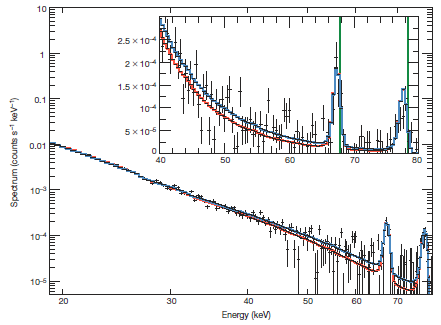 10
1
0.1
0.01
10⁻³
10⁻⁴
10⁻⁵
Spectrum (counts s⁻¹ keV⁻¹)
2.5 × 10⁻⁴
2 × 10⁻⁴
1.5 × 10⁻⁴
10⁻⁴
5 × 10⁻⁵
0
40 50 60 70 80
20 30 40 50 60 70
Energy (keV)